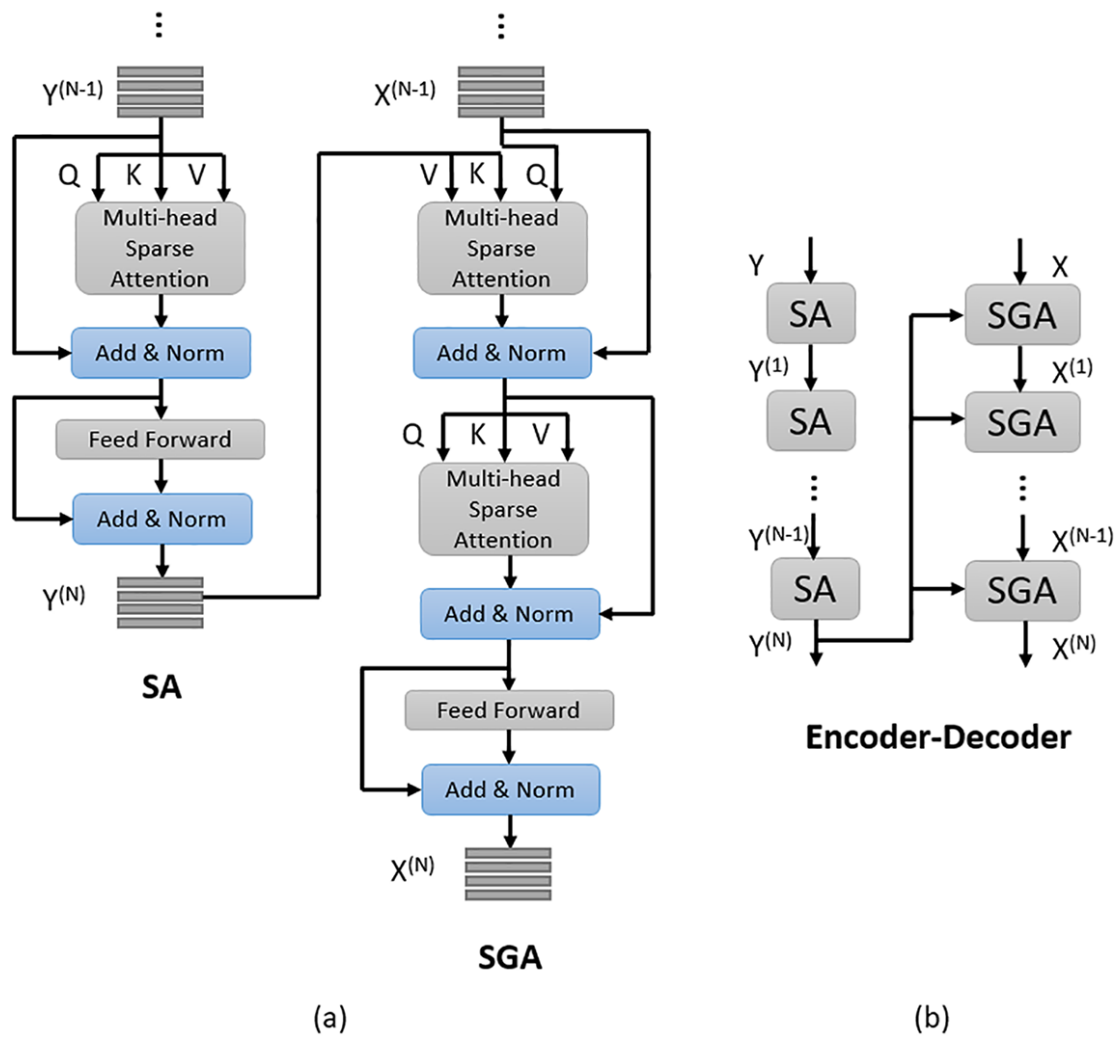 ⋮
Y(N-1)
Q K V
Multi-head
Sparse
Attention
Add & Norm
Feed Forward
Add & Norm
Y(N)
SA
⋮
X(N-1)
V K Q
Multi-head
Sparse
Attention
Add & Norm
Q K V
Multi-head
Sparse
Attention
Add & Norm
Feed Forward
Add & Norm
X(N)
SGA
(a)
Y
SA
Y(1)
SA
⋮
Y(N-1)
SA
Y(N)
X
SGA
X(1)
SGA
⋮
X(N-1)
SGA
X(N)
Encoder-Decoder
(b)